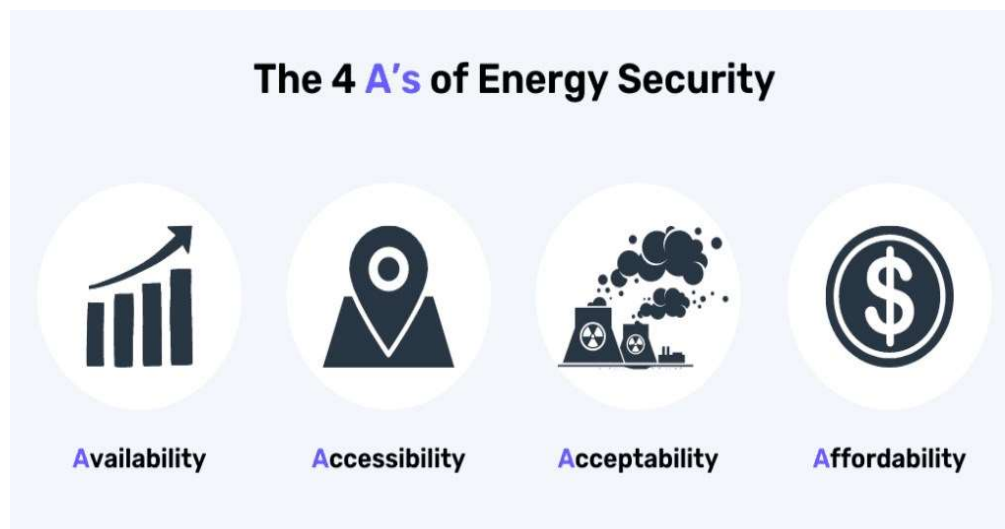 The 4 A's of Energy Security
Availability
Accessibility
Acceptability
Affordability